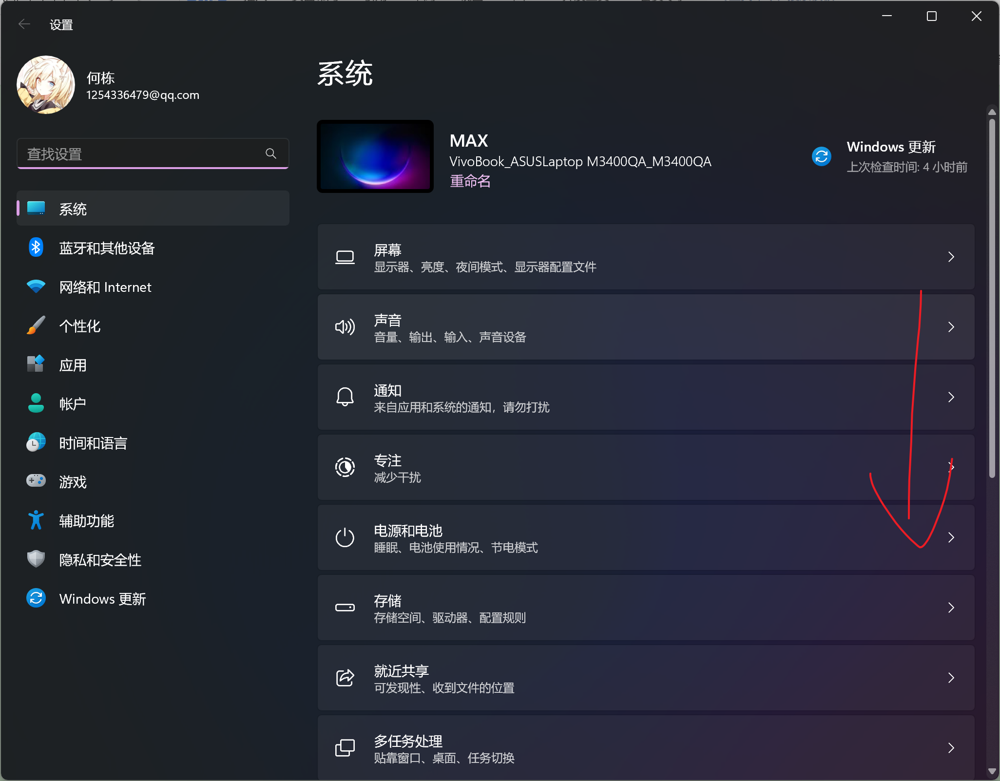 设置
何栋
1254336479@qq.com
查找设置
系统
蓝牙和其他设备
网络和 Internet
个性化
应用
帐户
时间和语言
游戏
辅助功能
隐私和安全性
Windows 更新
系统
MAX
VivoBook_ASUSLaptop M3400QA_M3400QA
重命名
Windows 更新
上次检查时间: 4 小时前
屏幕
显示器、亮度、夜间模式、显示器配置文件
声音
音量、输出、输入、声音设备
通知
来自应用和系统的通知，请勿打扰
专注
减少干扰
电源和电池
睡眠、电池使用情况、节电模式
存储
存储空间、驱动器、配置规则
就近共享
可发现性、收到文件的位置
多任务处理
贴靠窗口、桌面、任务切换